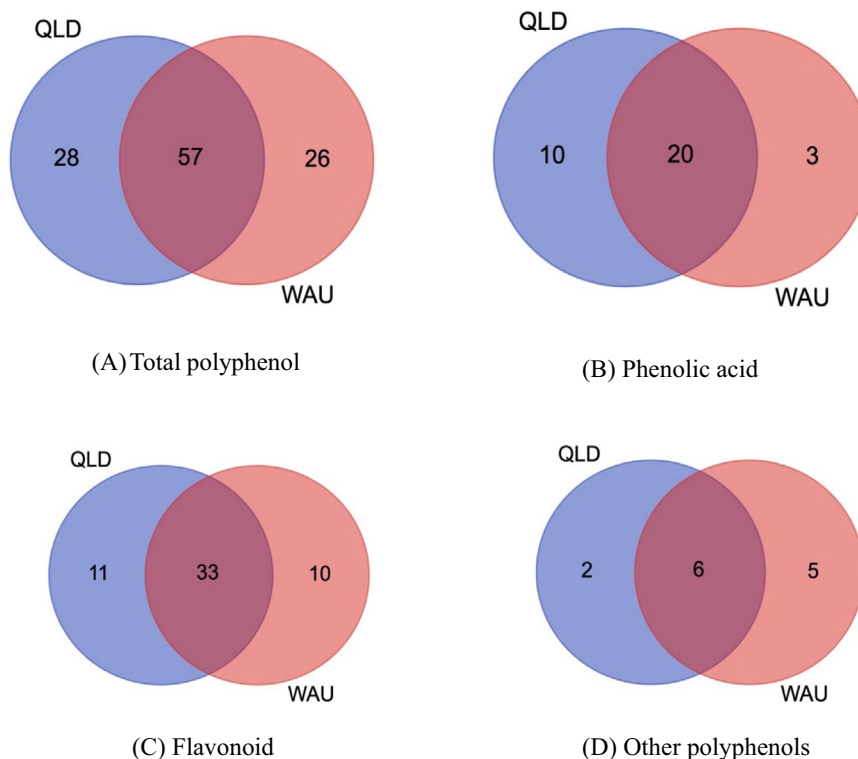 QLD
28
57
26
WAU
(A) Total polyphenol
QLD
10
20
3
WAU
(B) Phenolic acid
QLD
11
33
10
WAU
(C) Flavonoid
QLD
2
6
5
WAU
(D) Other polyphenols